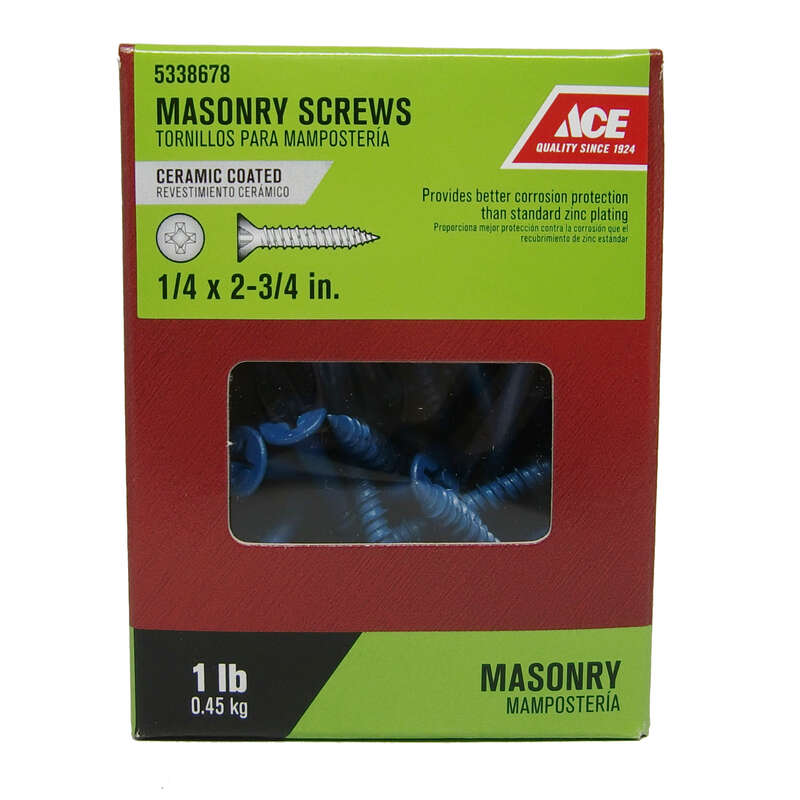 5338678
MASONRY SCREWS
TORNILLOS PARA MAMPOSTERÍA
ACE
QUALITY SINCE 1924
CERAMIC COATED
REVESTIMIENTO CERÁMICO
Provides better corrosion protection
than standard zinc plating
Proporciona mejor protección contra la corrosión que el
recubrimiento de zinc estándar
1/4 x 2-3/4 in.
1 lb
0.45 kg
MASONRY
MAMPOSTERÍA